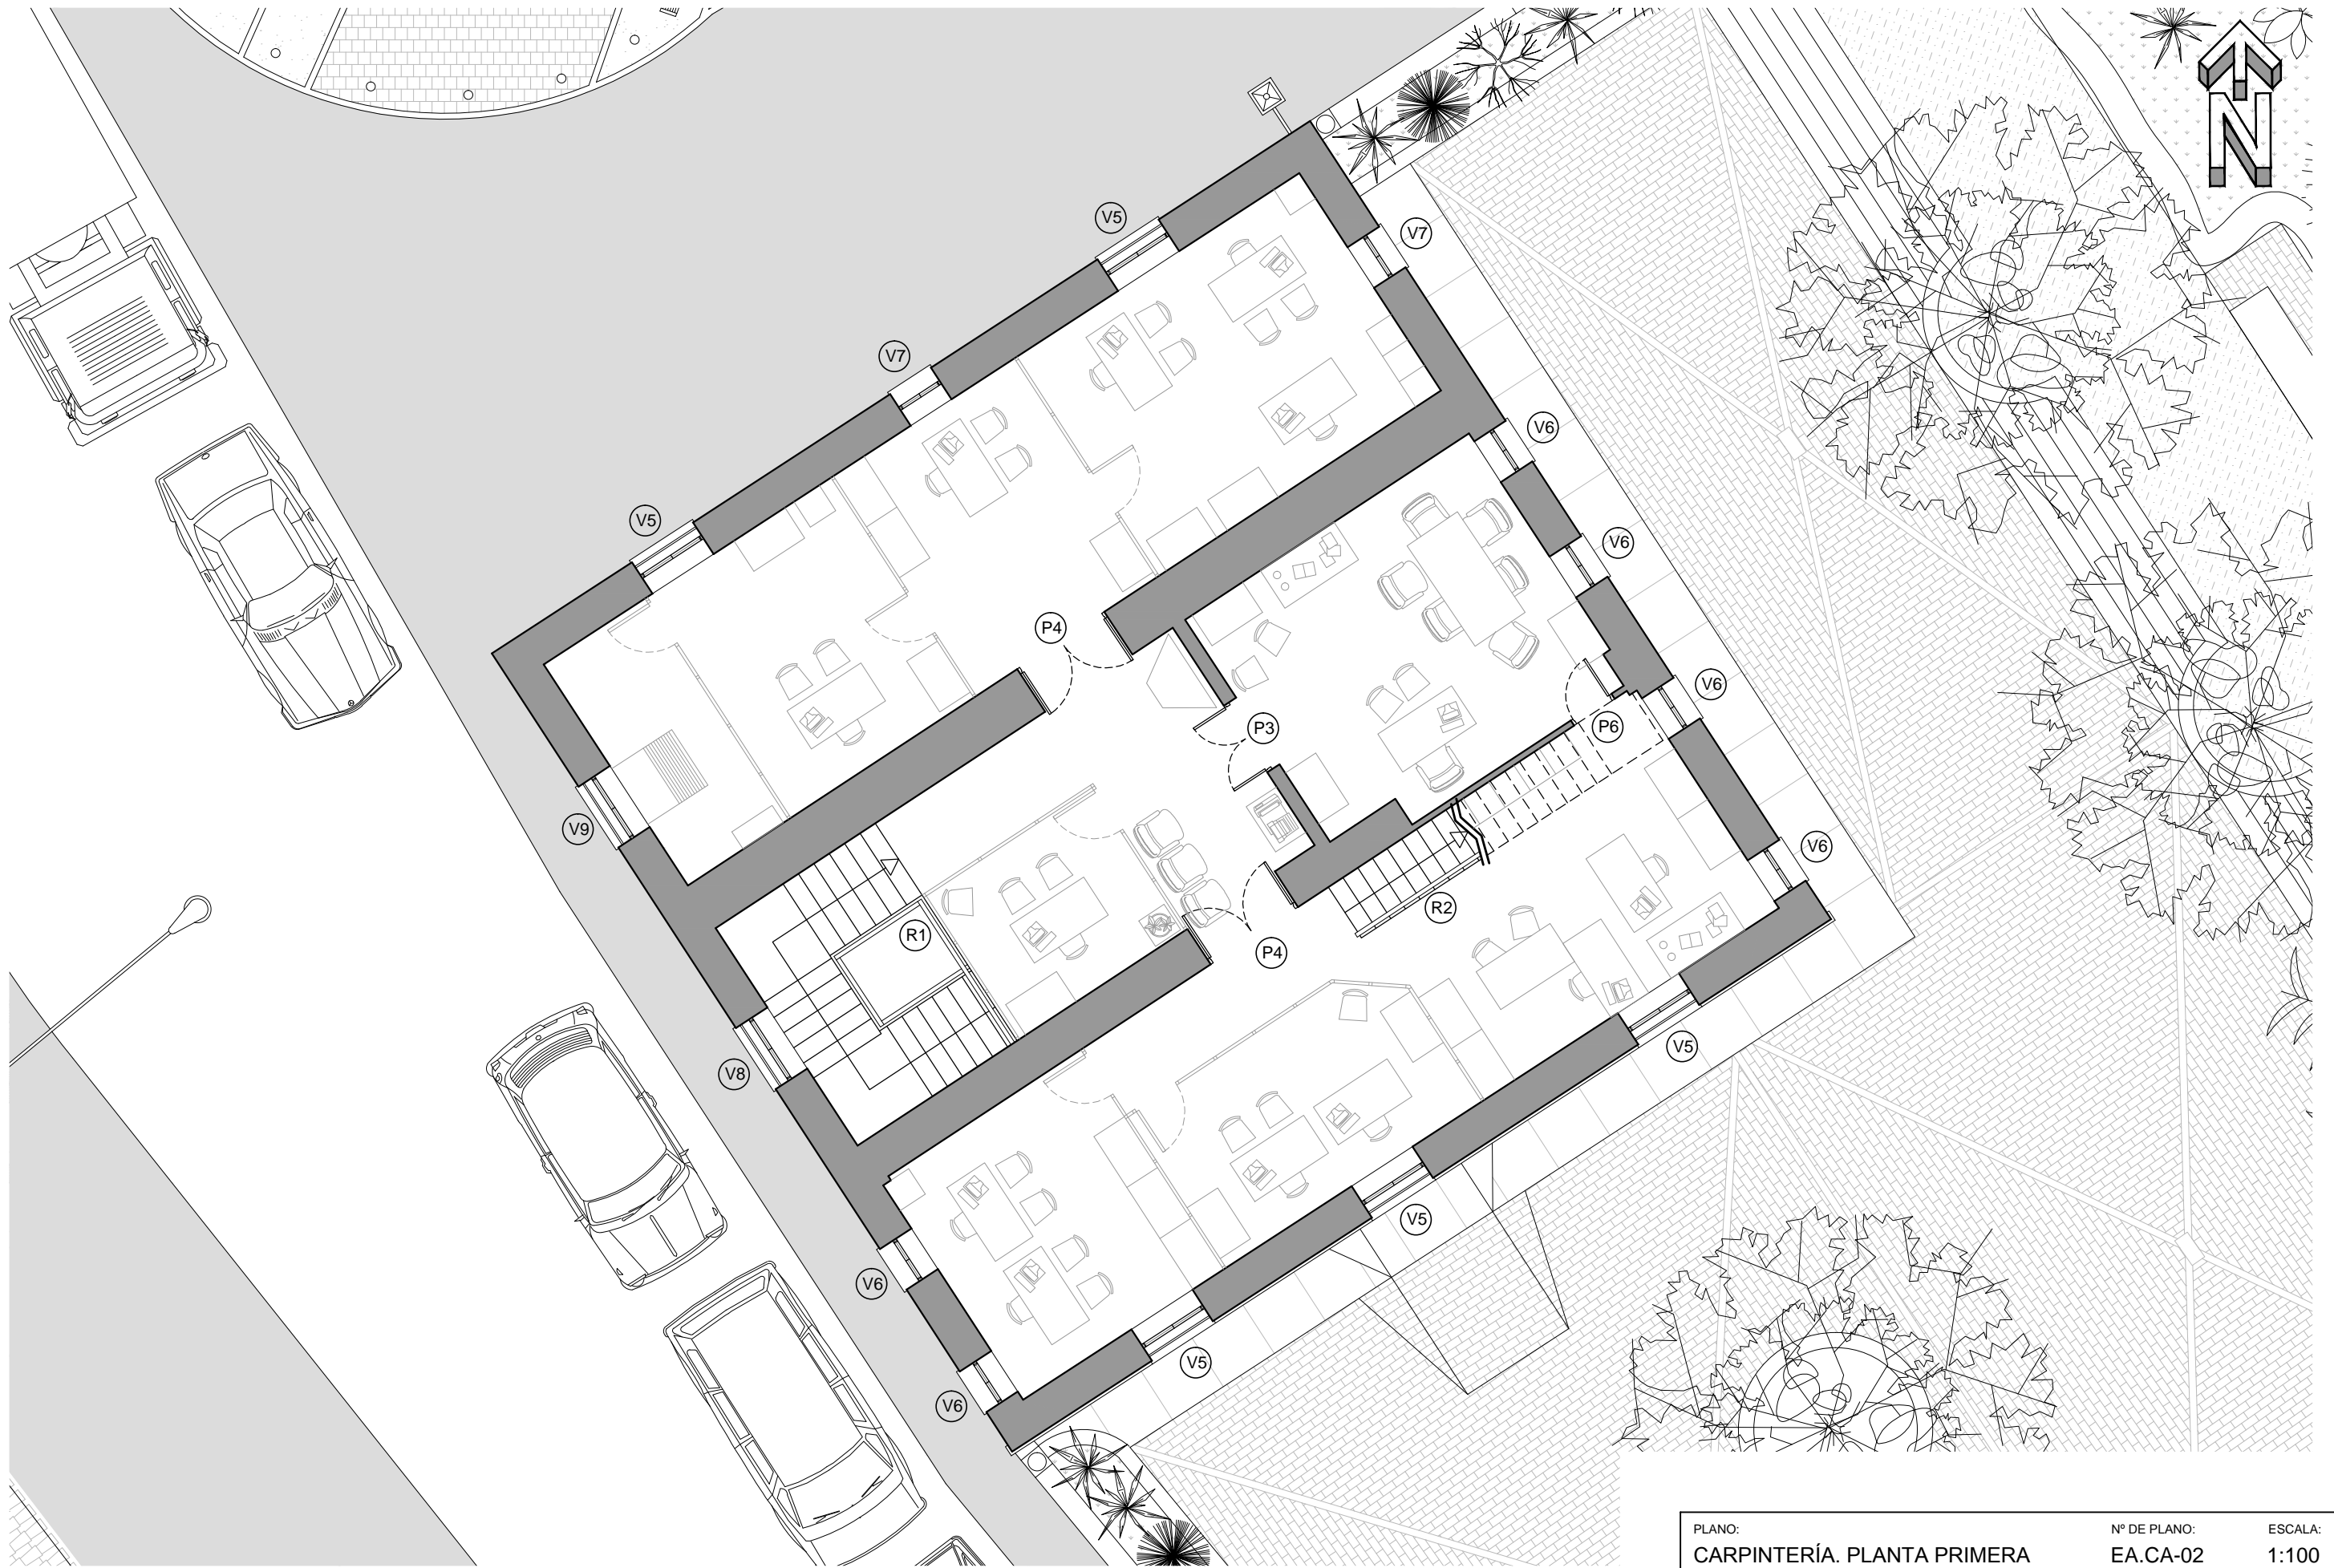 N
V5
V7
V7
V6
V5
V6
P4
V6
P3
P6
V9
V6
R2
R1
P4
V5
V8
V5
V6
V5
V6
PLANO: Nº DE PLANO: ESCALA:
CARPINTERÍA. PLANTA PRIMERA EA.CA-02 1:100